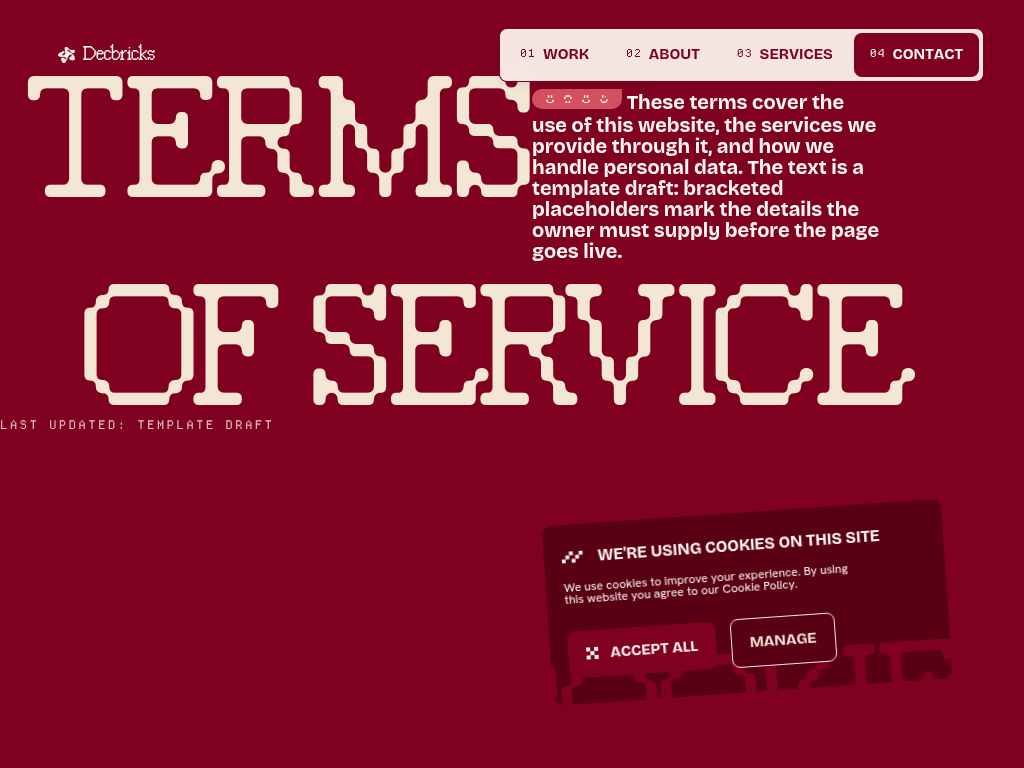 Decbricks
01 WORK 02 ABOUT 03 SERVICES 04 CONTACT
TERMS
These terms cover the
use of this website, the services we
provide through it, and how we
handle personal data. The text is a
template draft: bracketed
placeholders mark the details the
owner must supply before the page
goes live.
OF SERVICE
LAST UPDATED: TEMPLATE DRAFT
WE'RE USING COOKIES ON THIS SITE
We use cookies to improve your experience. By using
this website you agree to our Cookie Policy.
ACCEPT ALL
MANAGE